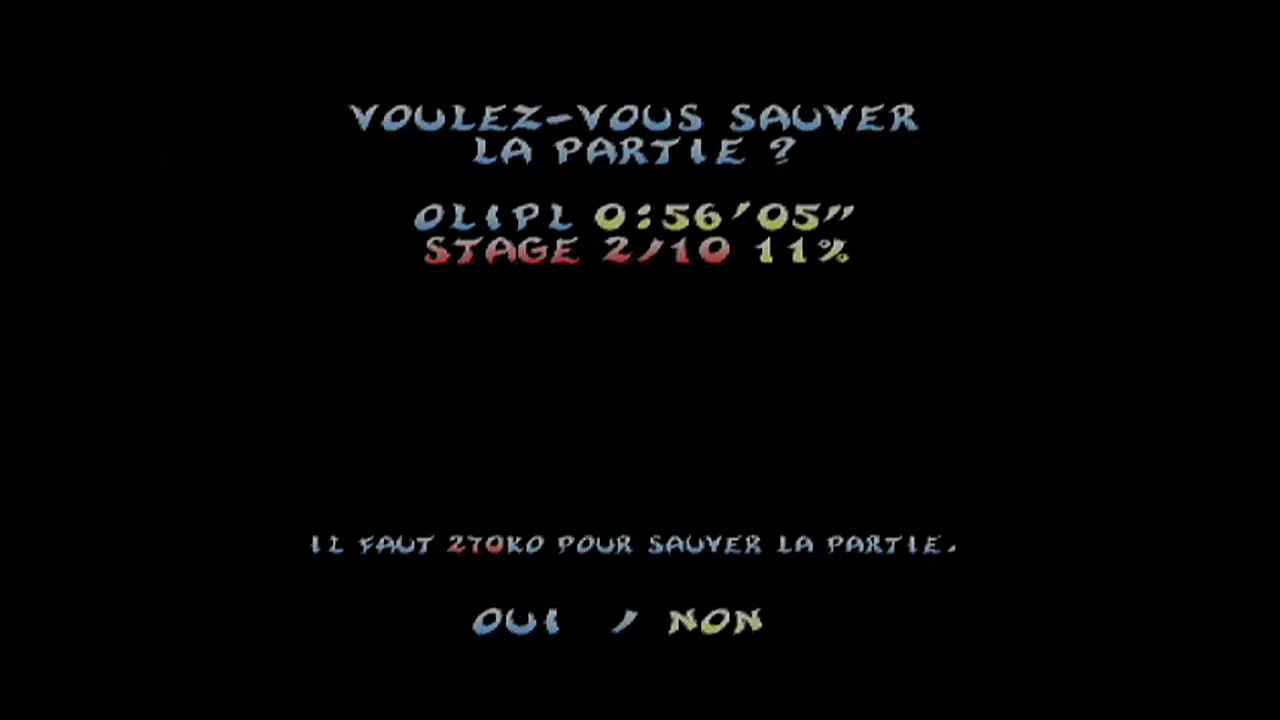 VOULEZ-VOUS SAUVER
LA PARTIE ?
OLIPL 0:56'05"
STAGE 2/10 11%
IL FAUT 270KO POUR SAUVER LA PARTIE.
OUI / NON